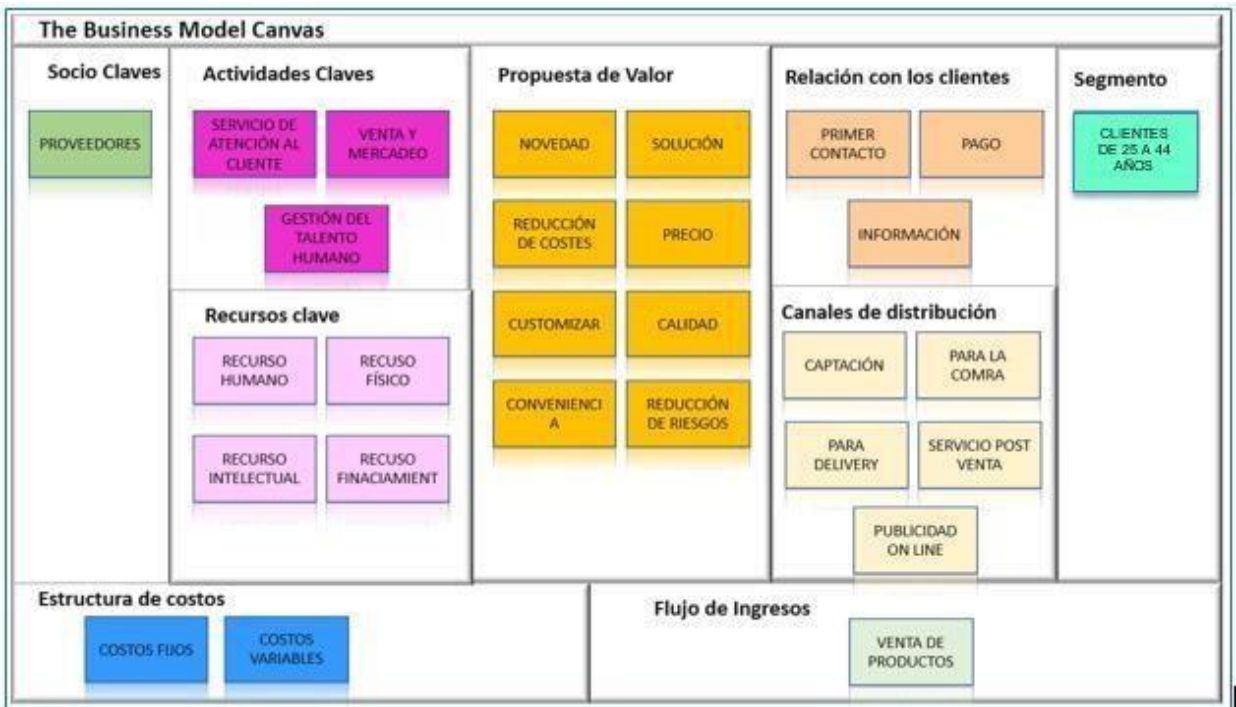 The Business Model Canvas
Socio Claves
PROVEEDORES
Actividades Claves
SERVICIO DE
ATENCIÓN AL
CLIENTE
VENTA Y
MERCADEO
GESTIÓN DEL
TALENTO
HUMANO
Recursos clave
RECURSO
HUMANO
RECUSO
FÍSICO
RECURSO
INTELECTUAL
RECUSO
FINACIAMIENT
Propuesta de Valor
NOVEDAD
SOLUCIÓN
REDUCCIÓN
DE COSTES
PRECIO
CUSTOMIZAR
CALIDAD
CONVENIENCI
A
REDUCCIÓN
DE RIESGOS
Relación con los clientes
PRIMER
CONTACTO
PAGO
INFORMACIÓN
Canales de distribución
CAPTACIÓN
PARA LA
COMRA
PARA
DELIVERY
SERVICIO POST
VENTA
PUBLICIDAD
ON LINE
Segmento
CLIENTES
DE 25 A 44
AÑOS
Estructura de costos
COSTOS FIJOS
COSTOS
VARIABLES
Flujo de Ingresos
VENTA DE
PRODUCTOS